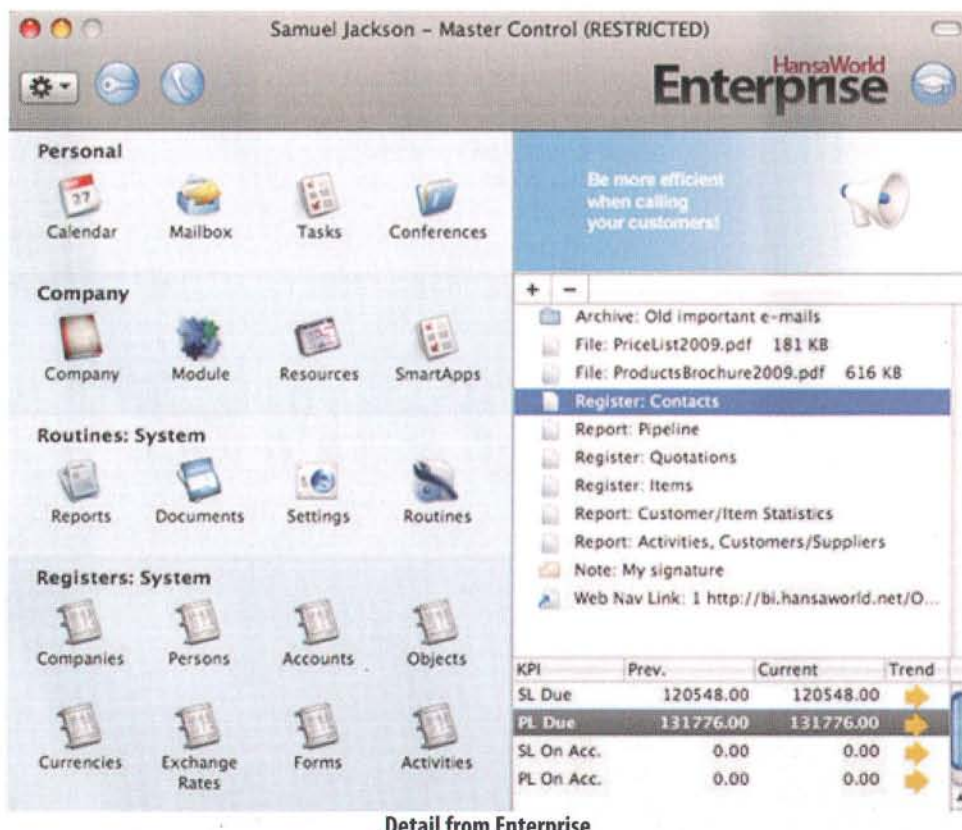 Samuel Jackson – Master Control (RESTRICTED)
HansaWorld
Enterprise
Personal
37
Calendar Mailbox Tasks Conferences
Company
Company Module Resources SmartApps
Routines: System
Reports Documents Settings Routines
Registers: System
Companies Persons Accounts Objects
Currencies Exchange Rates Forms Activities
Be more efficient
when calling
your customers!
+ −
Archive: Old important e-mails
File: PriceList2009.pdf 181 KB
File: ProductsBrochure2009.pdf 616 KB
Register: Contacts
Report: Pipeline
Register: Quotations
Register: Items
Report: Customer/Item Statistics
Report: Activities, Customers/Suppliers
Note: My signature
Web Nav Link: 1 http://bi.hansaworld.net/O...
KPI Prev. Current Trend
SL Due 120548.00 120548.00
PL Due 131776.00 131776.00
SL On Acc. 0.00 0.00
PL On Acc. 0.00 0.00
Detail from Enterprise